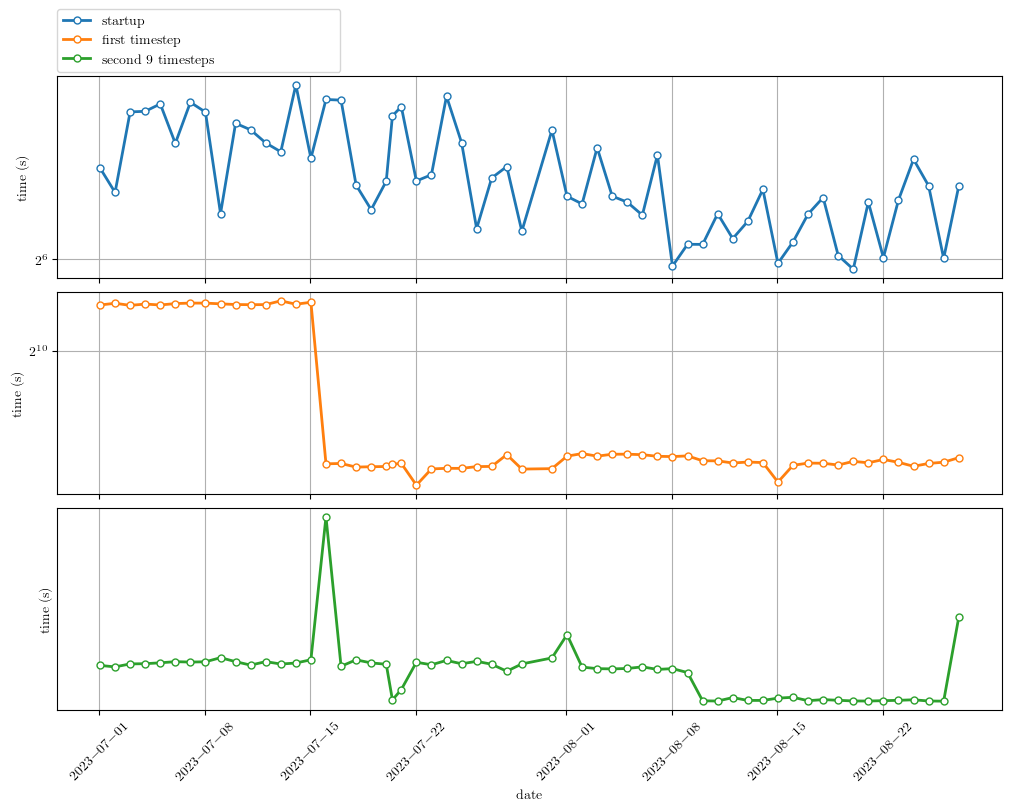 startup
first timestep
second 9 timesteps
time (s)
2^6
time (s)
2^10
time (s)
2023−07−01
2023−07−08
2023−07−15
2023−07−22
2023−08−01
2023−08−08
2023−08−15
2023−08−22
date